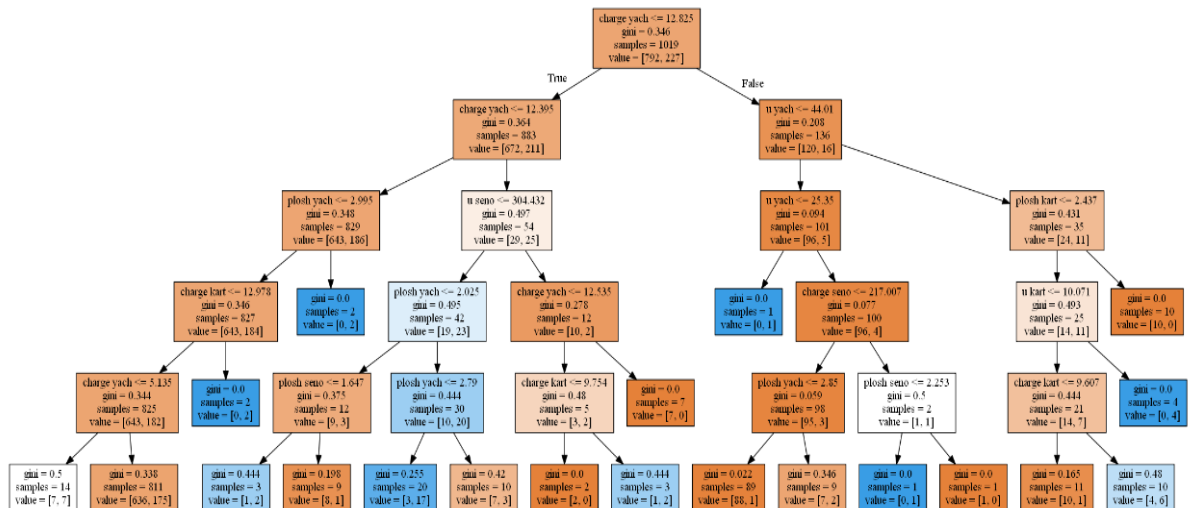 charge yach <= 12.825
gini = 0.346
samples = 1019
value = [792, 227]
True
False
charge yach <= 12.395
gini = 0.364
samples = 883
value = [672, 211]
u yach <= 44.01
gini = 0.208
samples = 136
value = [120, 16]
plosh yach <= 2.995
gini = 0.348
samples = 829
value = [643, 186]
u seno <= 304.432
gini = 0.497
samples = 54
value = [29, 25]
u yach <= 25.35
gini = 0.094
samples = 101
value = [96, 5]
plosh kart <= 2.437
gini = 0.431
samples = 35
value = [24, 11]
charge kart <= 12.978
gini = 0.346
samples = 827
value = [643, 184]
gini = 0.0
samples = 2
value = [0, 2]
plosh yach <= 2.025
gini = 0.495
samples = 42
value = [19, 23]
charge yach <= 12.535
gini = 0.278
samples = 12
value = [10, 2]
gini = 0.0
samples = 1
value = [0, 1]
charge seno <= 217.007
gini = 0.077
samples = 100
value = [96, 4]
u kart <= 10.071
gini = 0.493
samples = 25
value = [14, 11]
gini = 0.0
samples = 10
value = [10, 0]
charge yach <= 5.135
gini = 0.344
samples = 825
value = [643, 182]
gini = 0.0
samples = 2
value = [0, 2]
plosh seno <= 1.647
gini = 0.375
samples = 12
value = [9, 3]
plosh yach <= 2.79
gini = 0.444
samples = 30
value = [10, 20]
charge kart <= 9.754
gini = 0.48
samples = 5
value = [3, 2]
gini = 0.0
samples = 7
value = [7, 0]
plosh yach <= 2.85
gini = 0.059
samples = 98
value = [95, 3]
plosh seno <= 2.253
gini = 0.5
samples = 2
value = [1, 1]
charge kart <= 9.607
gini = 0.444
samples = 21
value = [14, 7]
gini = 0.0
samples = 4
value = [0, 4]
gini = 0.5
samples = 14
value = [7, 7]
gini = 0.338
samples = 811
value = [636, 175]
gini = 0.444
samples = 3
value = [1, 2]
gini = 0.198
samples = 9
value = [8, 1]
gini = 0.255
samples = 20
value = [3, 17]
gini = 0.42
samples = 10
value = [7, 3]
gini = 0.0
samples = 2
value = [2, 0]
gini = 0.444
samples = 3
value = [1, 2]
gini = 0.022
samples = 89
value = [88, 1]
gini = 0.346
samples = 9
value = [7, 2]
gini = 0.0
samples = 1
value = [0, 1]
gini = 0.0
samples = 1
value = [1, 0]
gini = 0.165
samples = 11
value = [10, 1]
gini = 0.48
samples = 10
value = [4, 6]